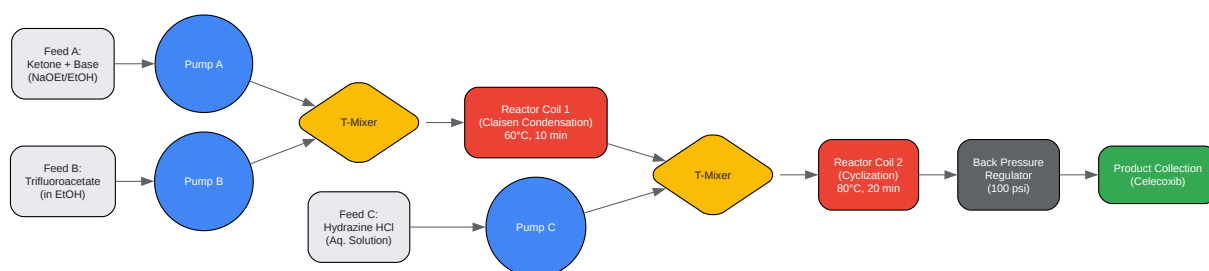 Feed A:
Ketone + Base
(NaOEt/EtOH)
Pump A
Feed B:
Trifluoroacetate
(in EtOH)
Pump B
T-Mixer
Reactor Coil 1
(Claisen Condensation)
60°C, 10 min
Feed C:
Hydrazine HCl
(Aq. Solution)
Pump C
T-Mixer
Reactor Coil 2
(Cyclization)
80°C, 20 min
Back Pressure
Regulator
(100 psi)
Product Collection
(Celecoxib)